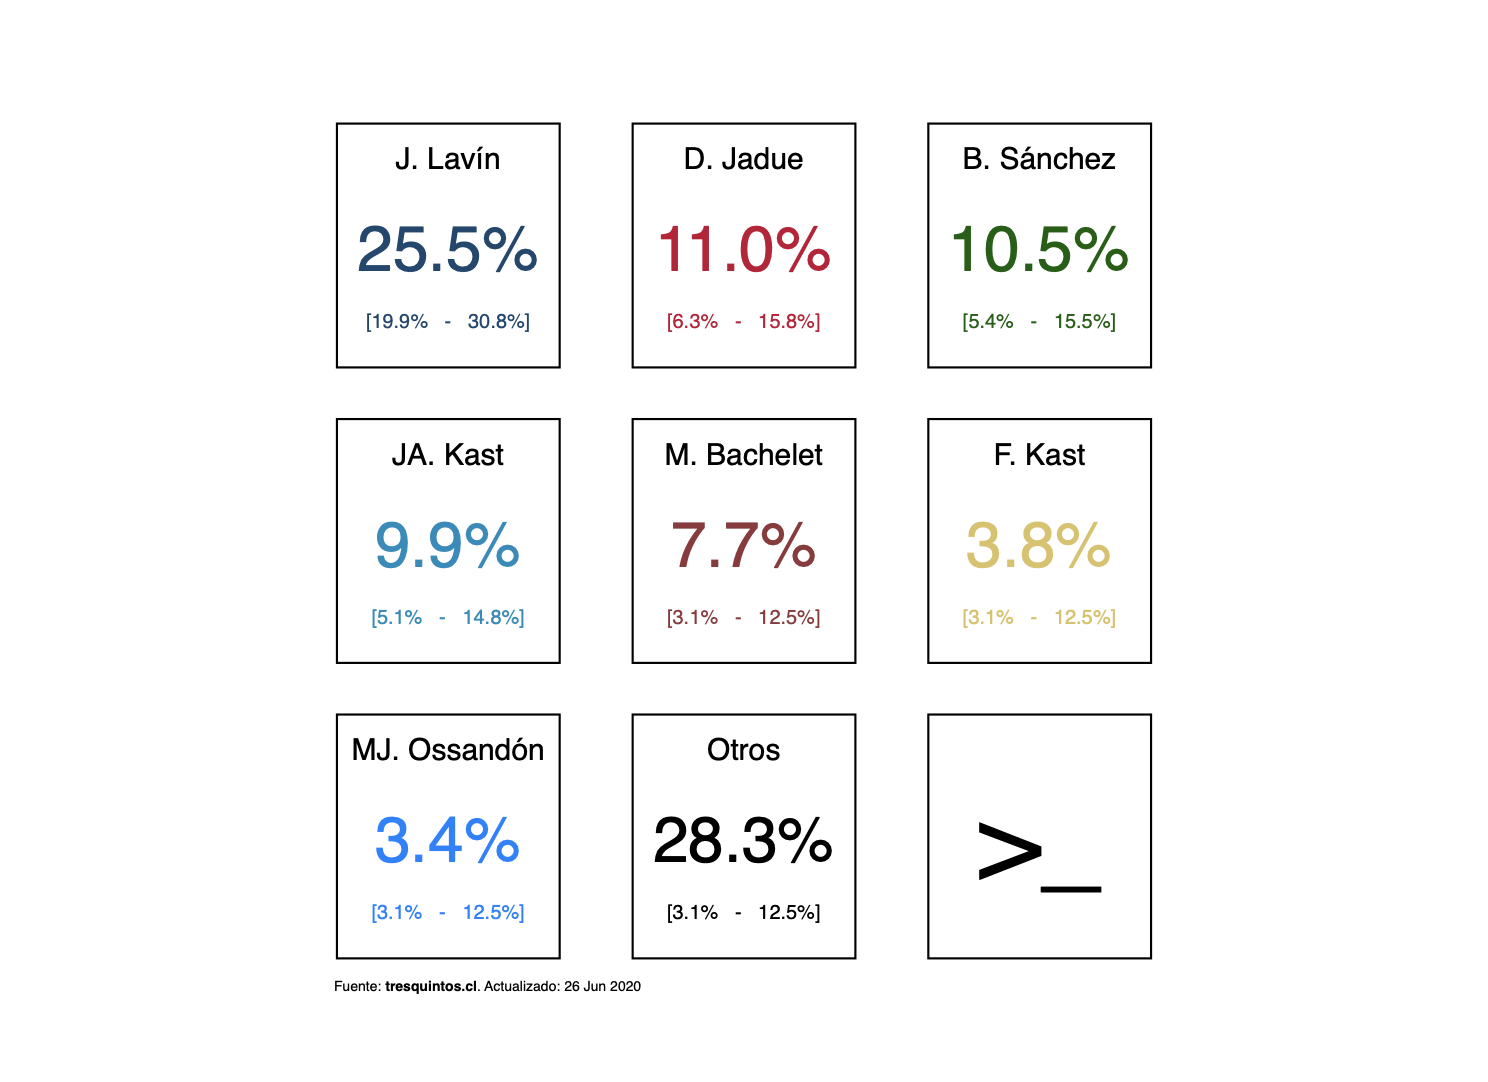 J. Lavín
25.5%
[19.9% - 30.8%]
D. Jadue
11.0%
[6.3% - 15.8%]
B. Sánchez
10.5%
[5.4% - 15.5%]
JA. Kast
9.9%
[5.1% - 14.8%]
M. Bachelet
7.7%
[3.1% - 12.5%]
F. Kast
3.8%
[3.1% - 12.5%]
MJ. Ossandón
3.4%
[3.1% - 12.5%]
Otros
28.3%
[3.1% - 12.5%]
>_
Fuente: tresquintos.cl. Actualizado: 26 Jun 2020